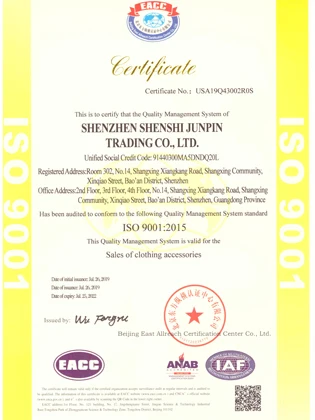 EACC
Certificate
Certificate No.: USA19Q43002R0S
This is to certify that the Quality Management System of
SHENZHEN SHENSHI JUNPIN
TRADING CO., LTD.
Unified Social Credit Code: 91440300MA5DNDQ20L
Registered Address:Room 302, No.14, Shangxing Xiangkang Road, Shangxing Community,
Xinqiao Street, Bao'an District, Shenzhen
Office Address:2nd Floor, 3rd Floor, 4th Floor, No.14, Shangxing Xiangkang Road, Shangxing
Community, Xinqiao Street, Bao'an District, Shenzhen, Guangdong Province
Has been audited to conform to the following Quality Management System standard
ISO 9001:2015
This Quality Management System is valid for the
Sales of clothing accessories
Date of initial issuance: Jul 26, 2019
Date of issuance: Jul 26, 2019
Date of expiry: Jul 25, 2022
Issued by:
Beijing East Allreach Certification Center Co., Ltd.
EACC
ANAB
IAF
ISO 9001
ISO 9001